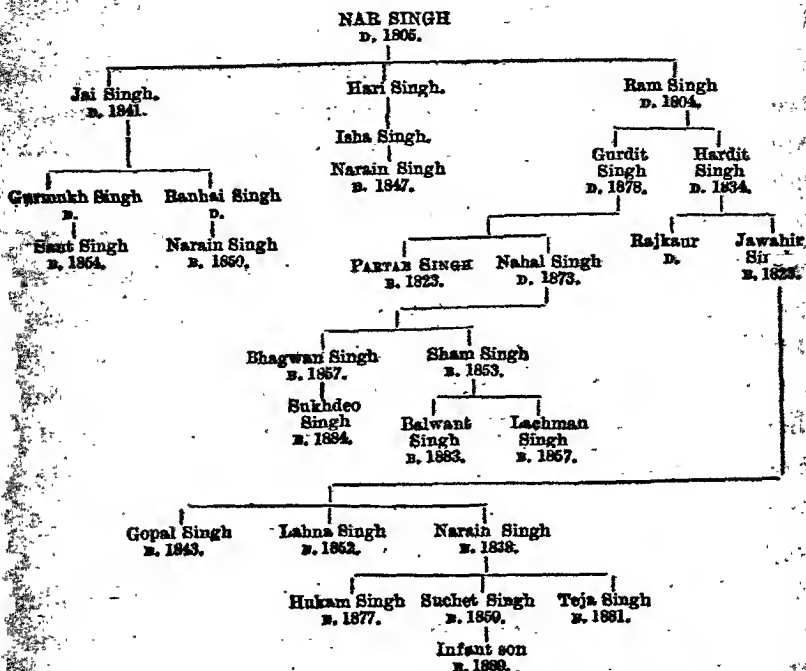 NAR SINGH
D. 1805.
Jai Singh.
D. 1841.
Hari Singh.
Ram Singh
D. 1804.
Isha Singh.
Gurdit
Singh
D. 1878.
Hardit
Singh
D. 1834.
Narain Singh
B. 1847.
Gurmukh Singh
D.
Banhai Singh
D.
Sant Singh
B. 1864.
Narain Singh
B. 1850.
PARTAB SINGH
B. 1823.
Nahal Singh
D. 1873.
Rajkaur
D.
Jawahir
B. 1823.
Bhagwan Singh
B. 1857.
Sham Singh
B. 1853.
Sukhdeo
Singh
B. 1884.
Balwant
Singh
B. 1883.
Lachman
Singh
B. 1857.
Gopal Singh
B. 1843.
Lahna Singh
B. 1852.
Narain Singh
B. 1838.
Hukam Singh
B. 1877.
Suchet Singh
B. 1859.
Teja Singh
B. 1881.
Infant son
B. 1889.